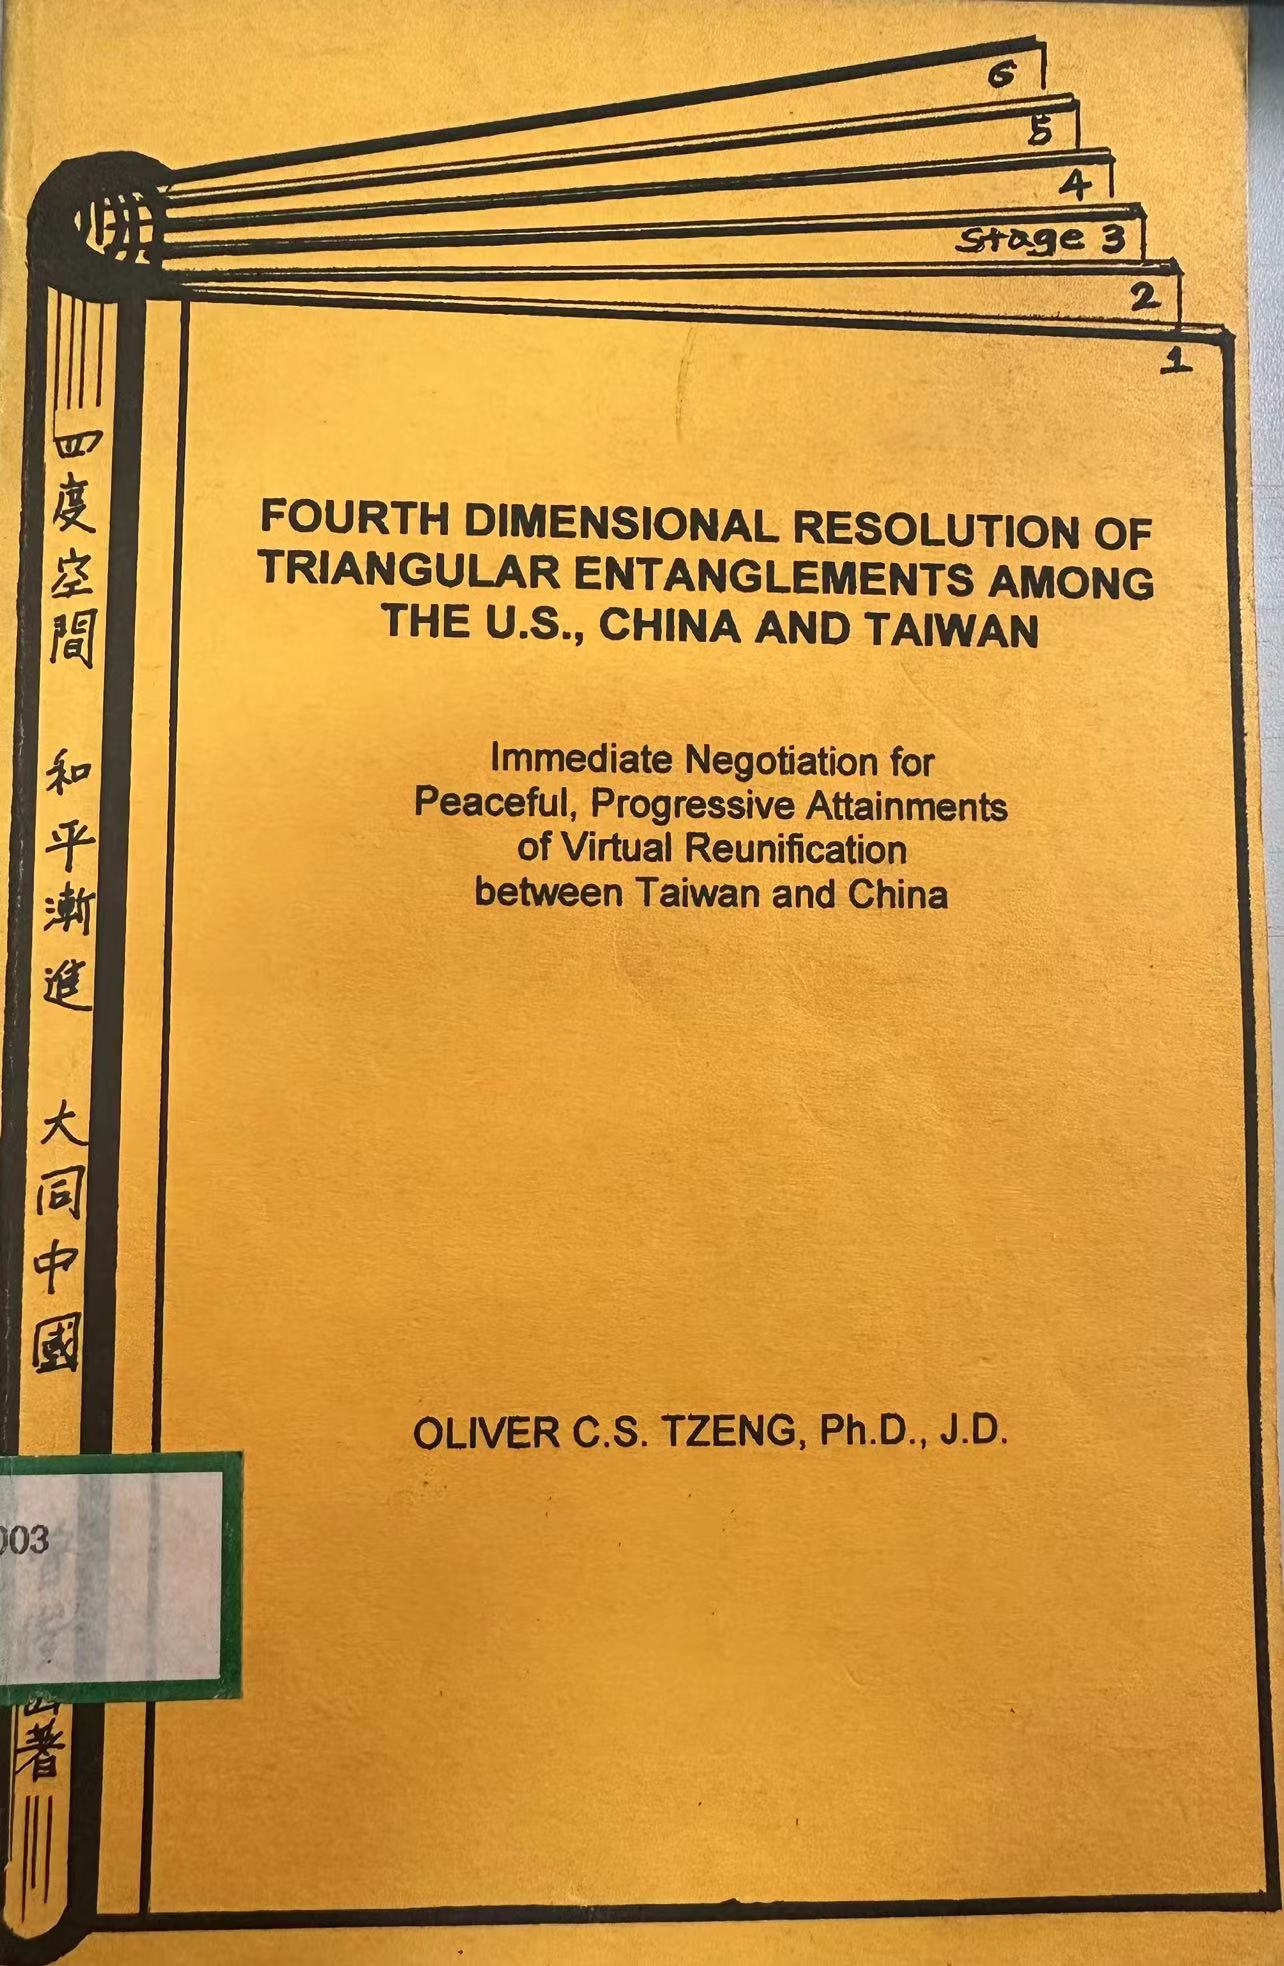 6
5
4
Stage 3
2
1
四度空間 和平漸進 大同中國
FOURTH DIMENSIONAL RESOLUTION OF
TRIANGULAR ENTANGLEMENTS AMONG
THE U.S., CHINA AND TAIWAN
Immediate Negotiation for
Peaceful, Progressive Attainments
of Virtual Reunification
between Taiwan and China
OLIVER C.S. TZENG, Ph.D., J.D.
003
著